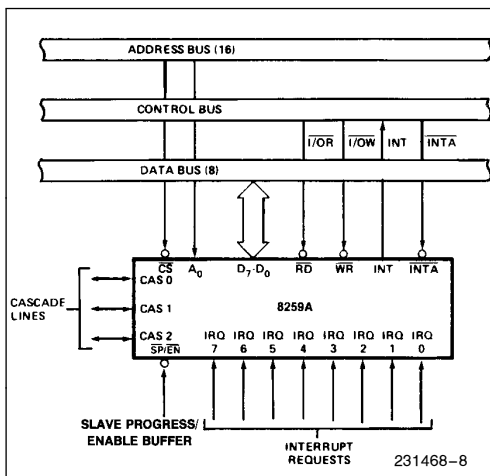 ADDRESS BUS (16)
CONTROL BUS
I/OR I/OW INT INTA
DATA BUS (8)
CS A0 D7-D0 RD WR INT INTA
CAS 0
8259A
CASCADE
LINES
CAS 1
CAS 2
SP/EN
IRQ IRQ IRQ IRQ IRQ IRQ IRQ IRQ
7 6 5 4 3 2 1 0
SLAVE PROGRESS/
ENABLE BUFFER
INTERRUPT
REQUESTS
231468-8